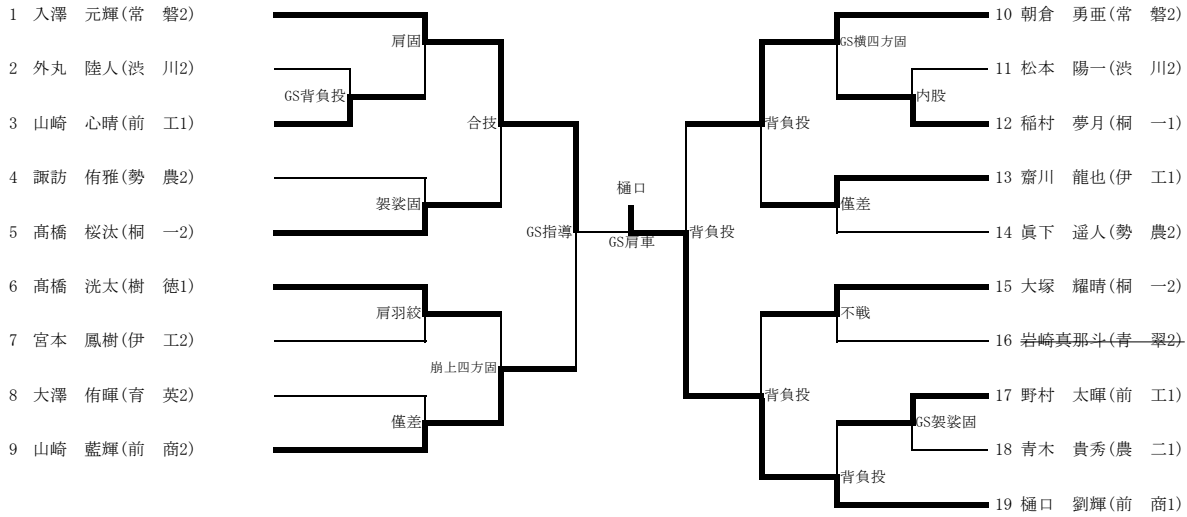 1 入澤 元輝(常 磐2)
2 外丸 陸人(渋 川2)
3 山崎 心晴(前 工1)
4 諏訪 侑雅(勢 農2)
5 髙橋 桜汰(桐 一2)
6 髙橋 洸太(樹 徳1)
7 宮本 鳳樹(伊 工2)
8 大澤 侑暉(育 英2)
9 山崎 藍輝(前 商2)
肩固
GS背負投
合技
袈裟固
GS指導
肩羽絞
崩上四方固
僅差
樋口
GS肩車
10 朝倉 勇亜(常 磐2)
11 松本 陽一(渋 川2)
12 稲村 夢月(桐 一1)
13 齋川 龍也(伊 工1)
14 眞下 遥人(勢 農2)
15 大塚 耀晴(桐 一2)
16 岩崎真那斗(青 翠2)
17 野村 太暉(前 工1)
18 青木 貴秀(農 二1)
19 樋口 劉輝(前 商1)
GS横四方固
内股
背負投
僅差
背負投
不戦
背負投
GS袈裟固
背負投